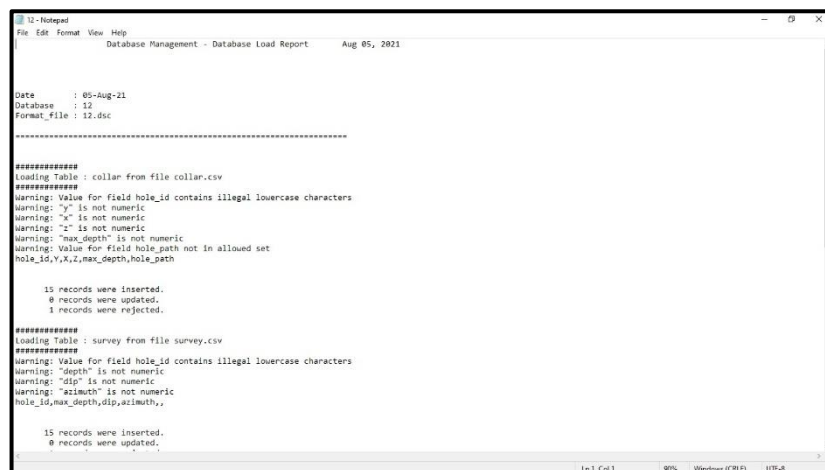 12 - Notepad
File Edit Format View Help
Database Management - Database Load Report Aug 05, 2021
Date : 05-Aug-21
Database : 12
Format_file : 12.dsc
======================================================================
#############
Loading Table : collar from file collar.csv
#############
Warning: Value for field hole_id contains illegal lowercase characters
Warning: "y" is not numeric
Warning: "x" is not numeric
Warning: "z" is not numeric
Warning: "max_depth" is not numeric
Warning: Value for field hole_path not in allowed set
hole_id,Y,X,Z,max_depth,hole_path
15 records were inserted.
0 records were updated.
1 records were rejected.
#############
Loading Table : survey from file survey.csv
#############
Warning: Value for field hole_id contains illegal lowercase characters
Warning: "depth" is not numeric
Warning: "dip" is not numeric
Warning: "azimuth" is not numeric
hole_id,max_depth,dip,azimuth,,
15 records were inserted.
0 records were updated.
Ln 1, Col 1 90% Windows (CRLF) UTF-8